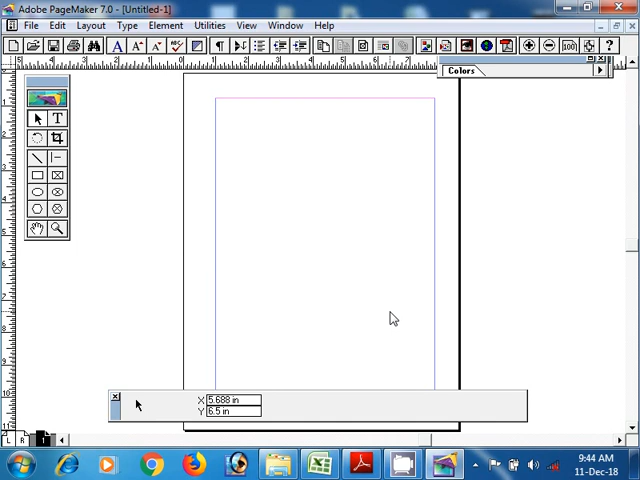 Adobe PageMaker 7.0 - [Untitled-1]
File Edit Layout Type Element Utilities View Window Help
Colors
X 5.688 in
Y 6.5 in
L R 1
9:44 AM
11-Dec-18